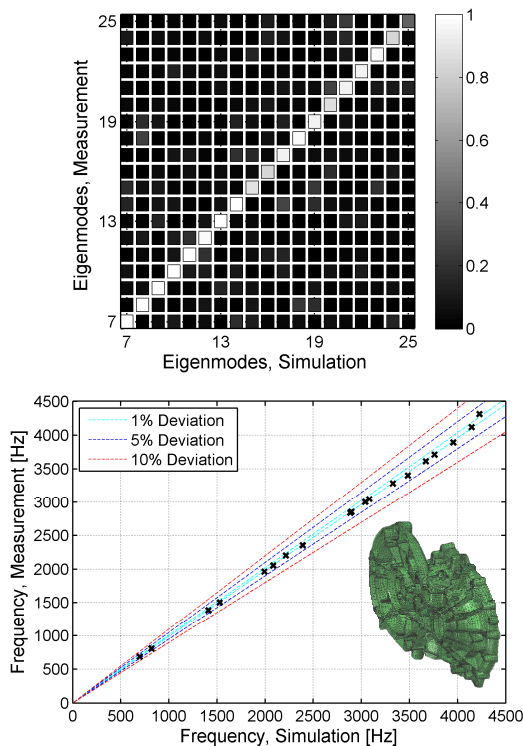 25
19
13
7
Eigenmodes, Measurement
7 13 19 25
Eigenmodes, Simulation
1
0.8
0.6
0.4
0.2
0
4500
4000
3500
3000
2500
2000
1500
1000
500
0
Frequency, Measurement [Hz]
1% Deviation
5% Deviation
10% Deviation
0 500 1000 1500 2000 2500 3000 3500 4000 4500
Frequency, Simulation [Hz]